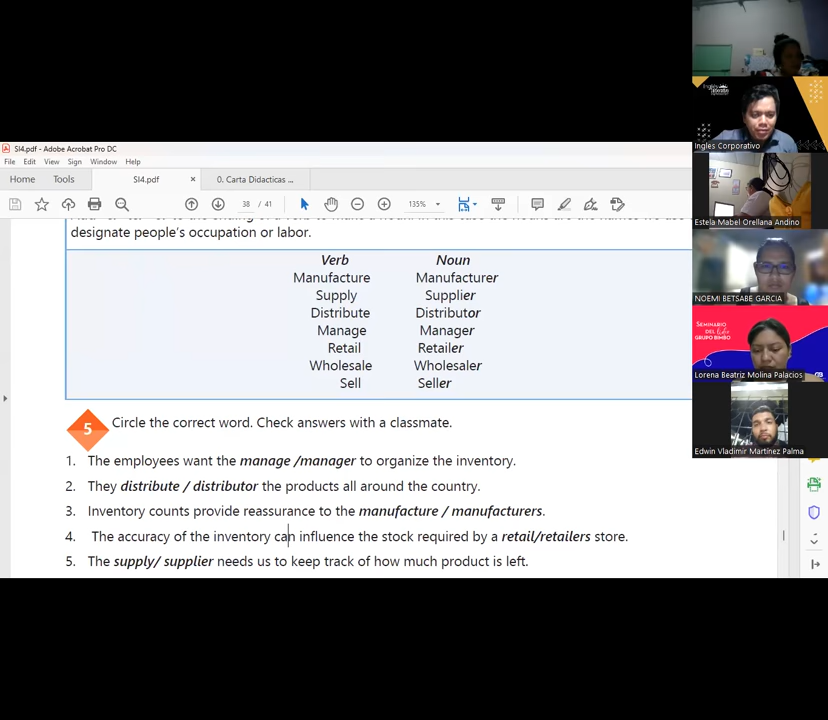 SI4.pdf - Adobe Acrobat Pro DC
File Edit View Sign Window Help
Home Tools SI4.pdf × 0. Carta Didacticas ...
38 / 41 135%
designate people's occupation or labor.
Verb Noun
Manufacture Manufacturer
Supply Supplier
Distribute Distributor
Manage Manager
Retail Retailer
Wholesale Wholesaler
Sell Seller
5 Circle the correct word. Check answers with a classmate.
1. The employees want the manage /manager to organize the inventory.
2. They distribute / distributor the products all around the country.
3. Inventory counts provide reassurance to the manufacture / manufacturers.
4. The accuracy of the inventory can influence the stock required by a retail/retailers store.
5. The supply/ supplier needs us to keep track of how much product is left.
Ingles Corporativo
Estela Mabel Orellana Andino
NOEMI BETSABE GARCIA
SEMINARIO
DEL
GRUPO BIMBO
Lorena Beatriz Molina Palacios
Edwin Vladimir Martínez Palma